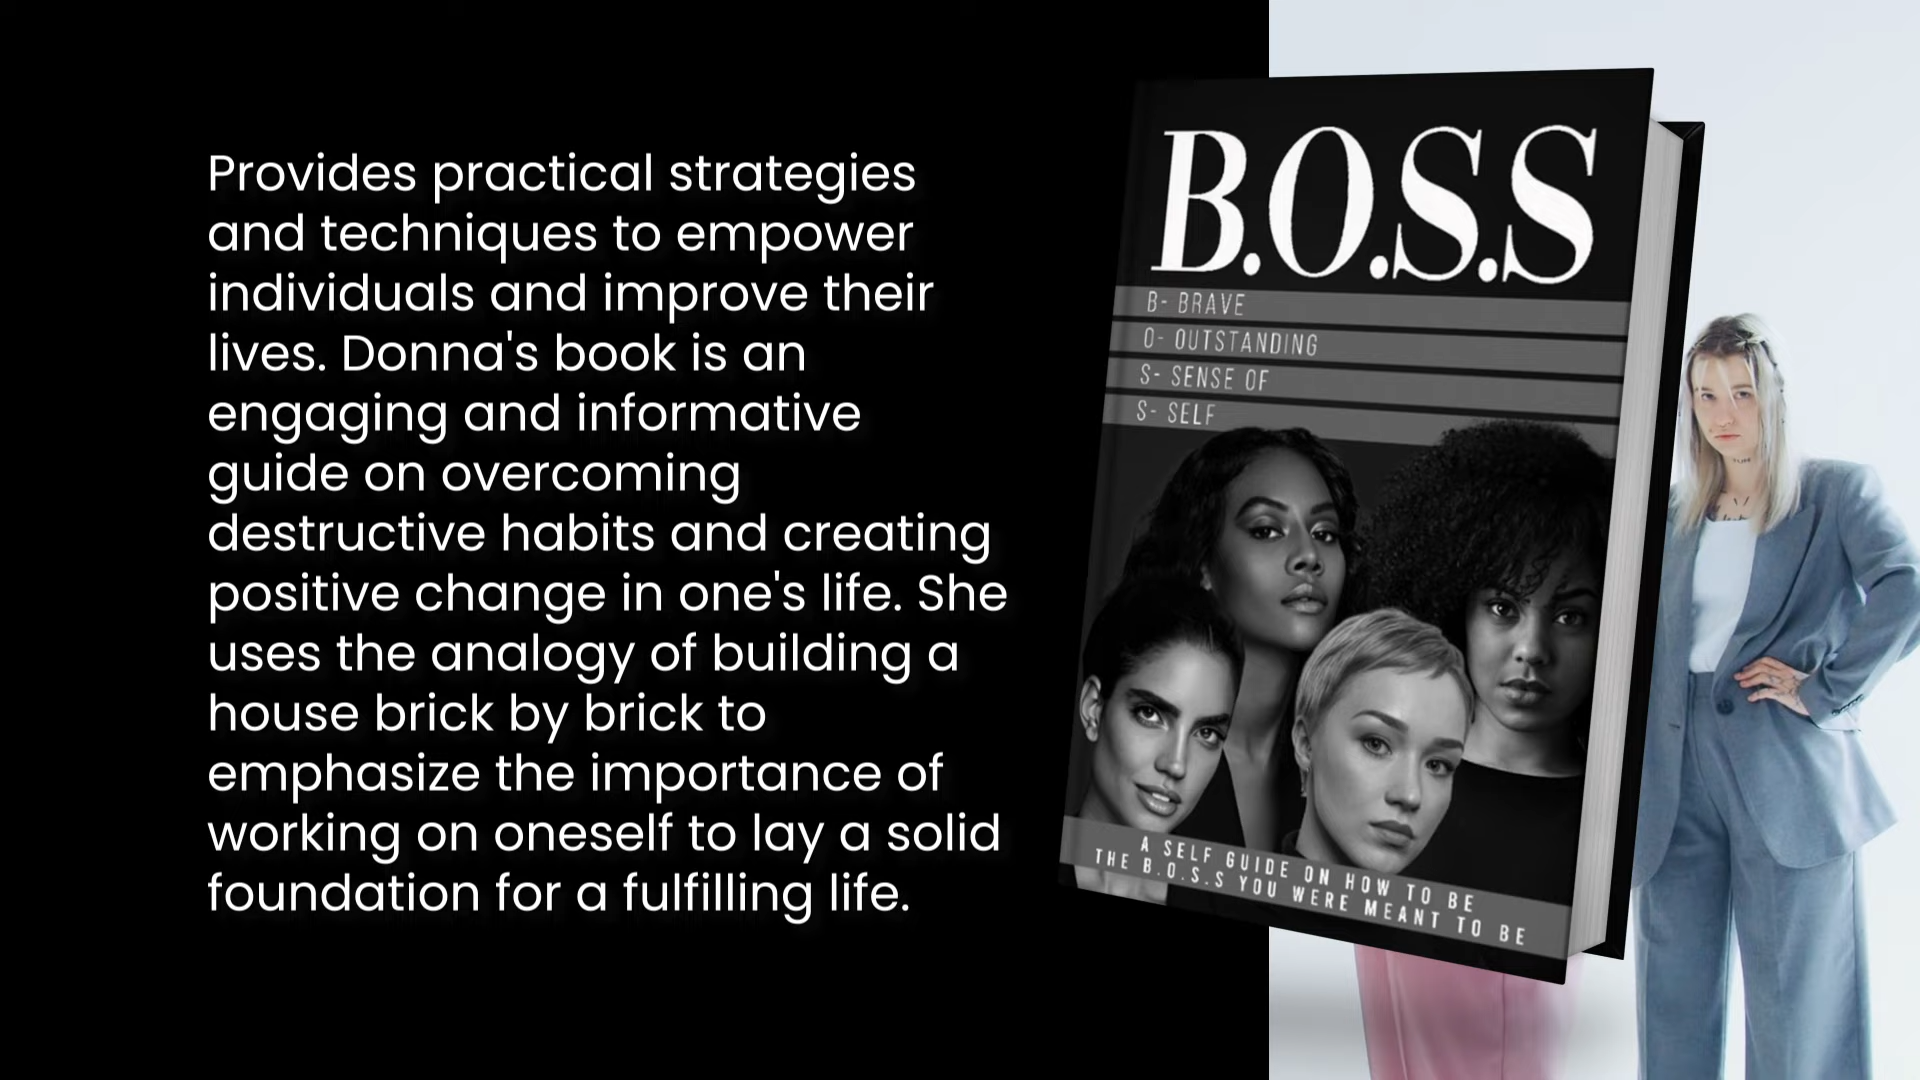 Provides practical strategies
and techniques to empower
individuals and improve their
lives. Donna's book is an
engaging and informative
guide on overcoming
destructive habits and creating
positive change in one's life. She
uses the analogy of building a
house brick by brick to
emphasize the importance of
working on oneself to lay a solid
foundation for a fulfilling life.
B.O.S.S
B- BRAVE
O- OUTSTANDING
S- SENSE OF
S- SELF
A SELF GUIDE ON HOW TO BE
THE B.O.S.S YOU WERE MEANT TO BE